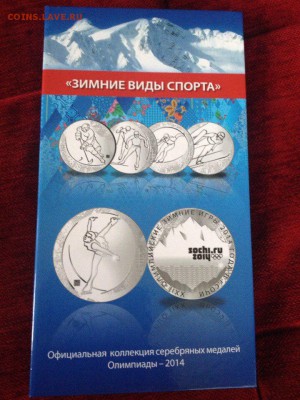 COINS.LAVE.RU
«ЗИМНИЕ ВИДЫ СПОРТА»
sochi.ru
2014
Официальная коллекция серебряных медалей
Олимпиады – 2014